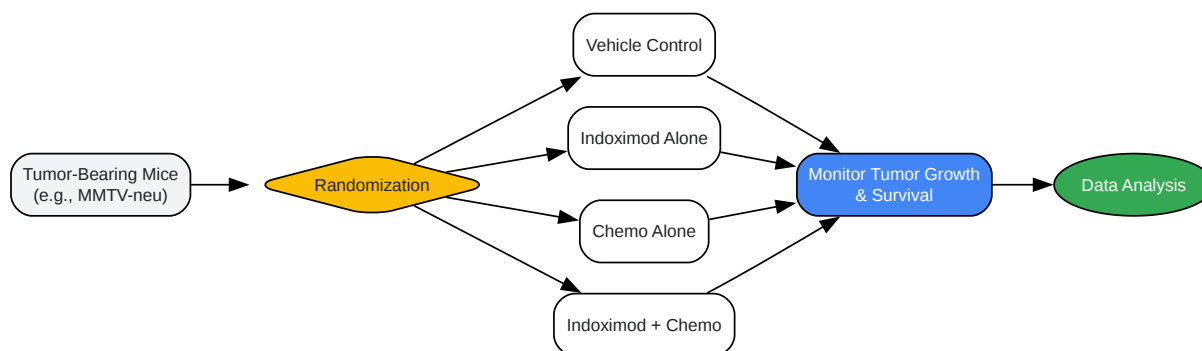 Tumor-Bearing Mice
(e.g., MMTV-neu)
Randomization
Vehicle Control
Indoximod Alone
Chemo Alone
Indoximod + Chemo
Monitor Tumor Growth
& Survival
Data Analysis